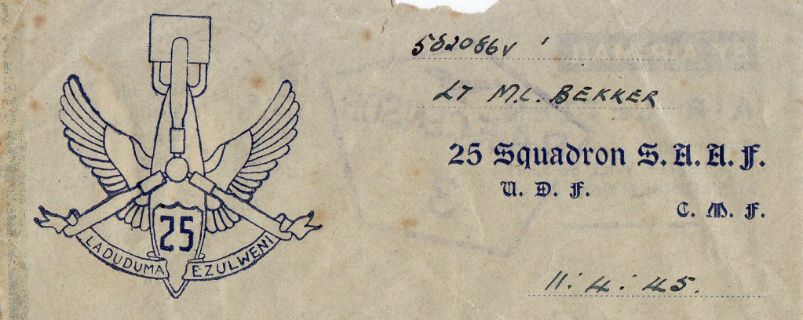 582086V
LT M.L. BEKKER
25 Squadron S.A.A.F.
U. D. F.
C. M. F.
11.4.45.
25
LADUDUMA EZULWENI